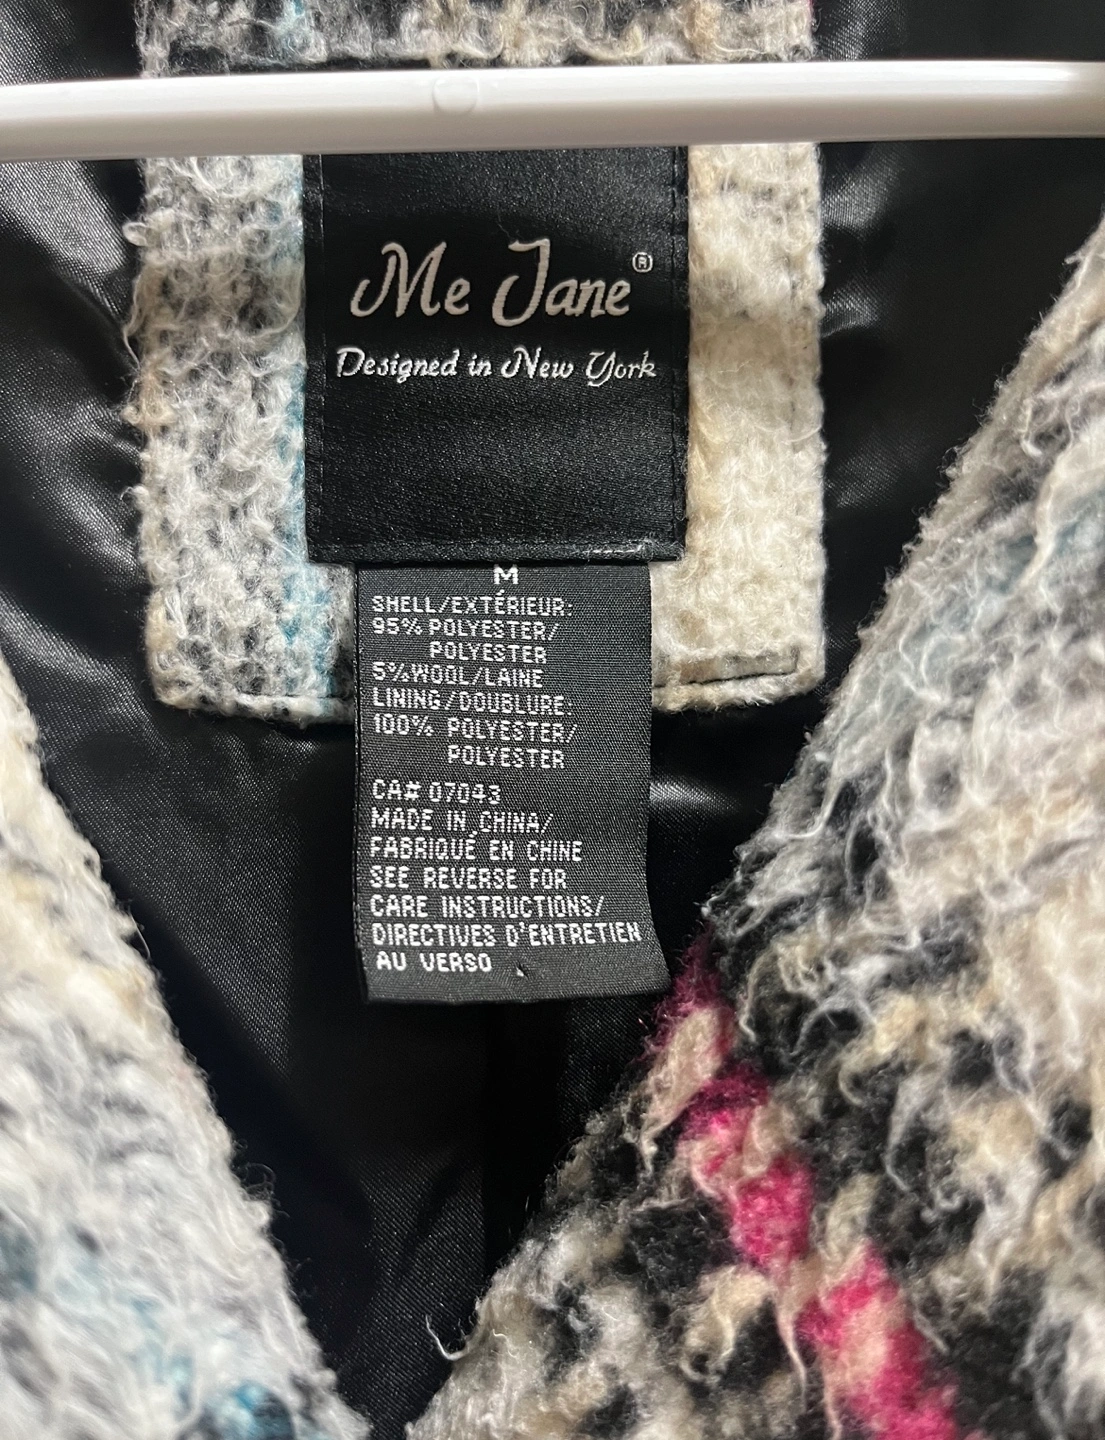 Me Jane®
Designed in New York
M
SHELL/EXTÉRIEUR:
95% POLYESTER/
POLYESTER
5%WOOL/LAINE
LINING/DOUBLURE:
100% POLYESTER/
POLYESTER
CA# 07043
MADE IN CHINA/
FABRIQUÉ EN CHINE
SEE REVERSE FOR
CARE INSTRUCTIONS/
DIRECTIVES D'ENTRETIEN
AU VERSO